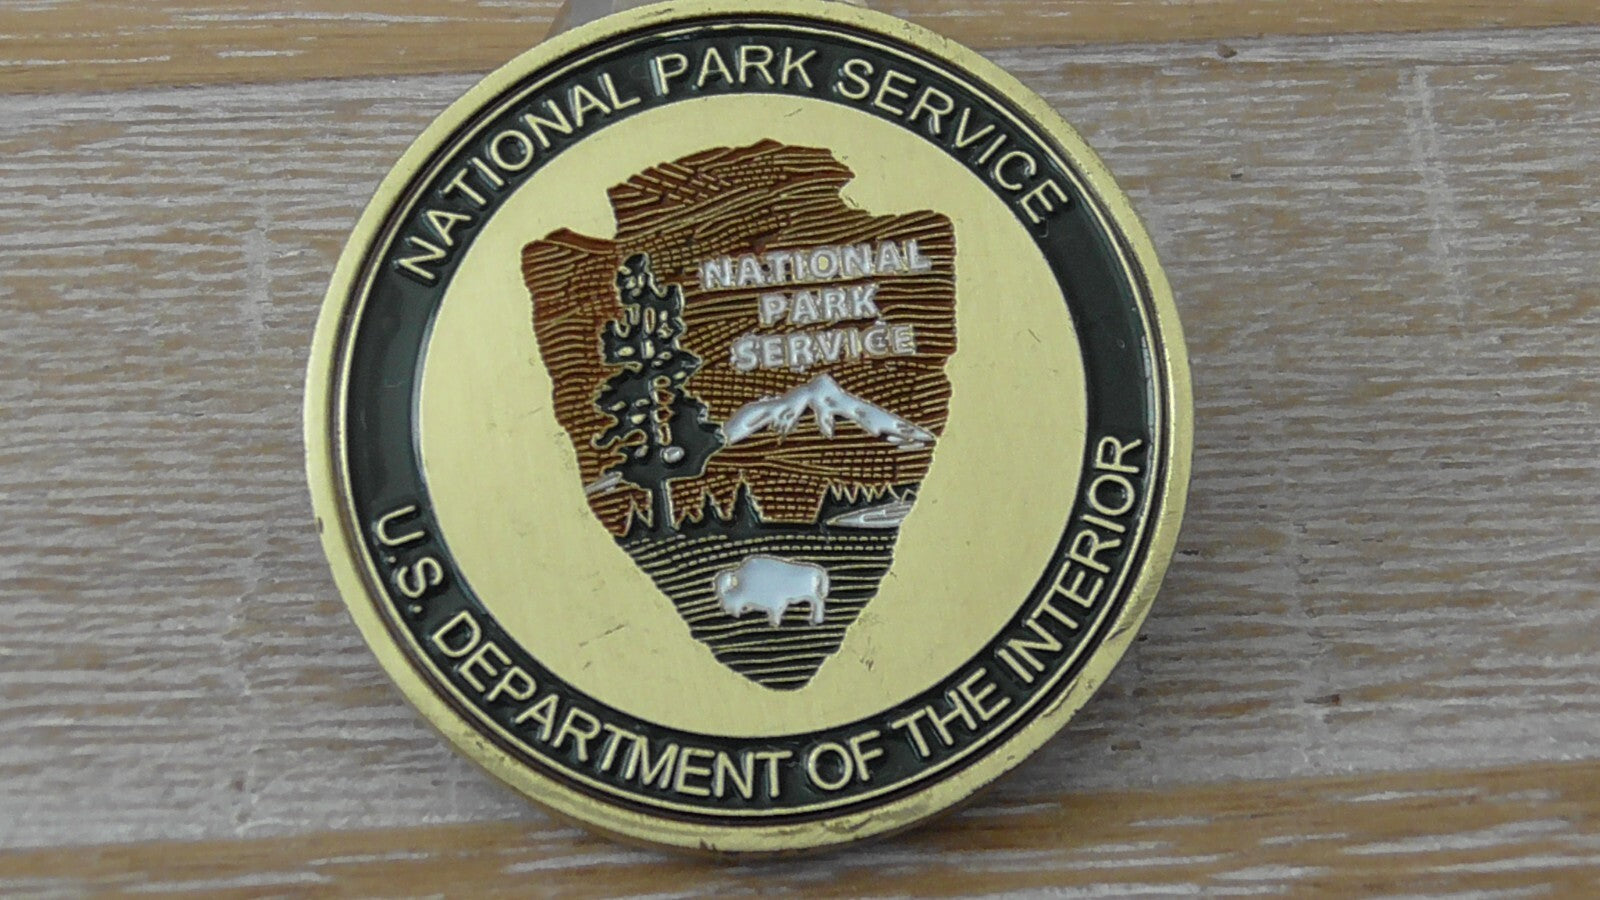 NATIONAL PARK SERVICE
NATIONAL
PARK
SERVICE
U.S. DEPARTMENT OF THE INTERIOR